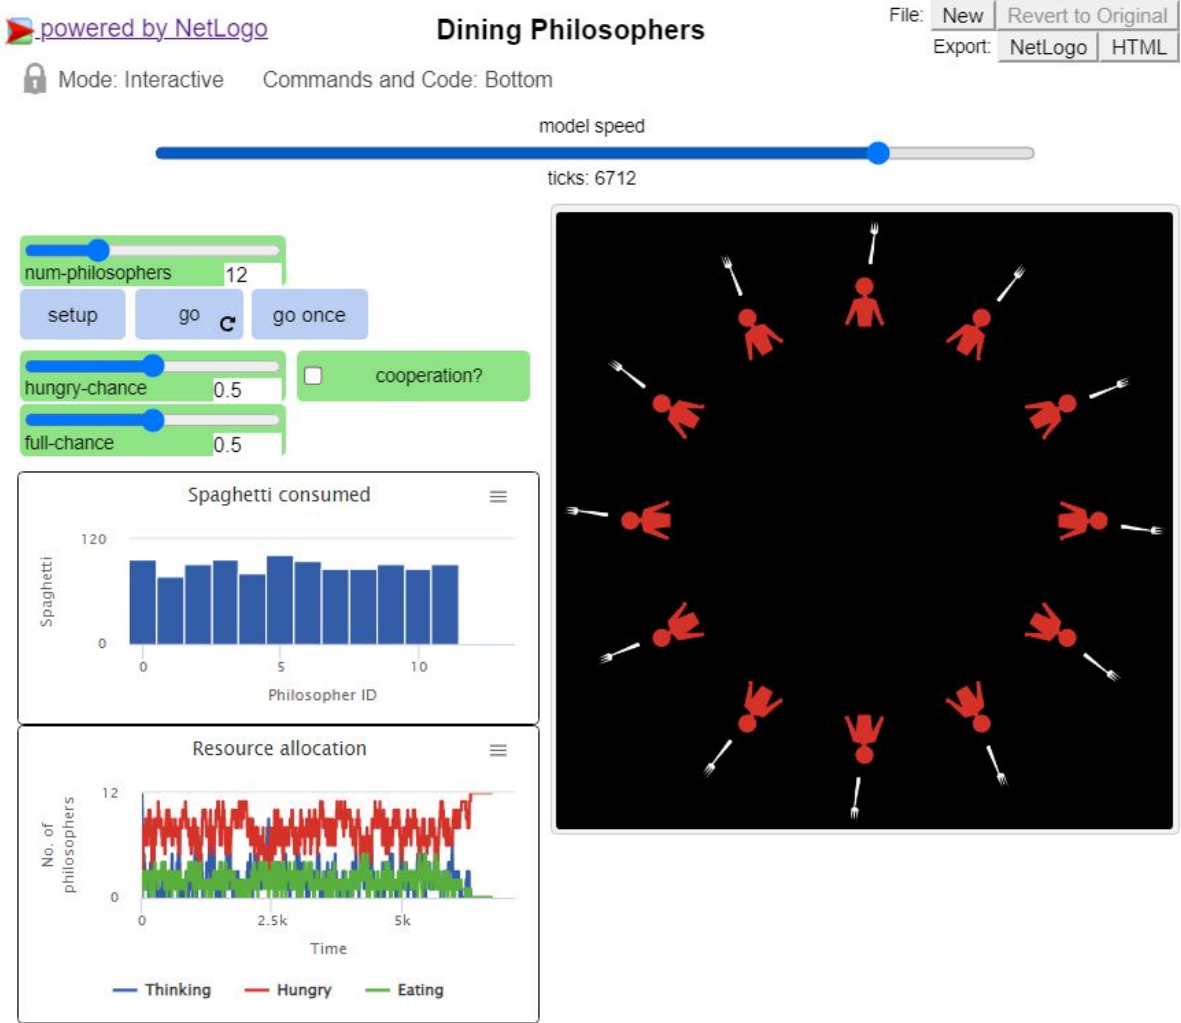 powered by NetLogo
Dining Philosophers
File: New Revert to Original
Export: NetLogo HTML
Mode: Interactive Commands and Code: Bottom
model speed
ticks: 6712
num-philosophers 12
setup go go once
hungry-chance 0.5
cooperation?
full-chance 0.5
Spaghetti consumed
120
Spaghetti
0
0 5 10
Philosopher ID
Resource allocation
12
No. of
philosophers
0
0 2.5k 5k
Time
Thinking Hungry Eating